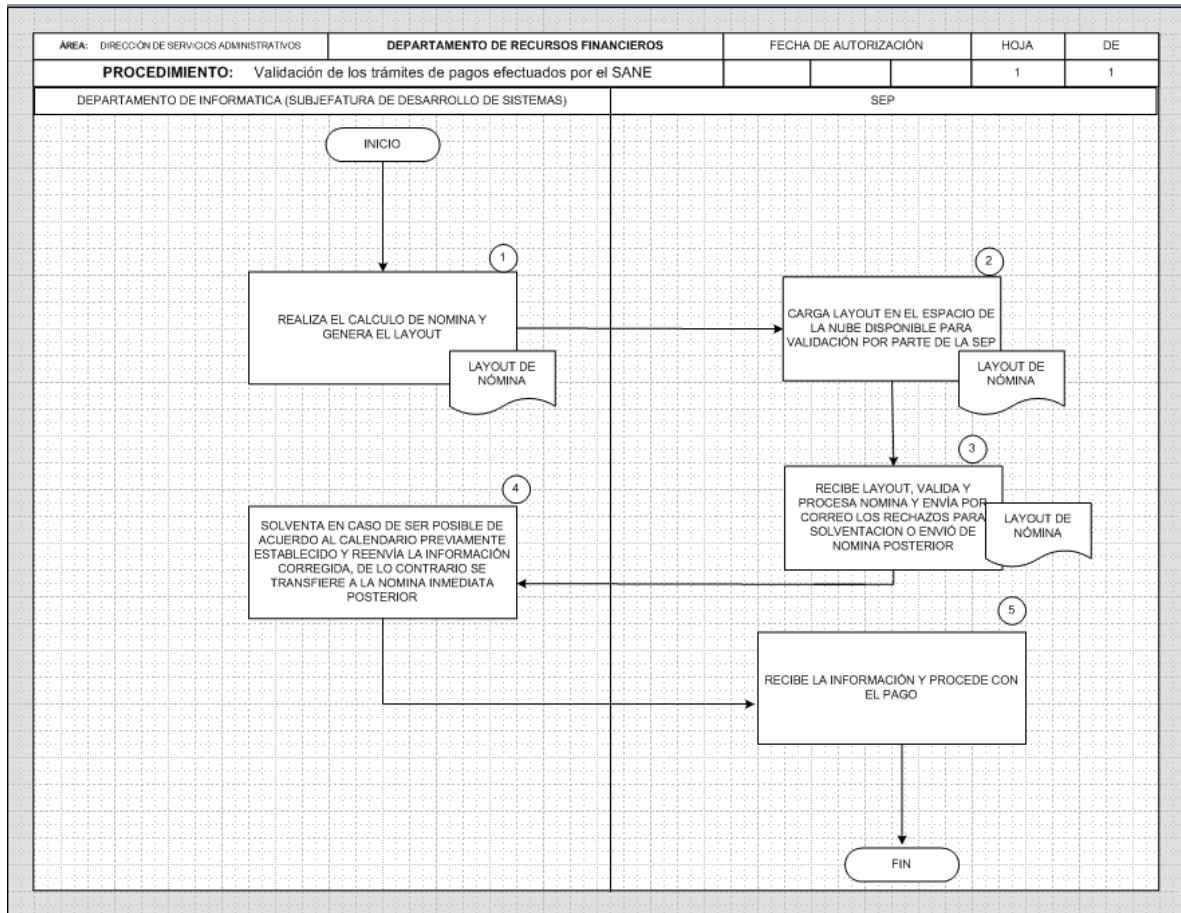 ÁREA: DIRECCIÓN DE SERVICIOS ADMINISTRATIVOS
DEPARTAMENTO DE RECURSOS FINANCIEROS
FECHA DE AUTORIZACIÓN
HOJA
DE
PROCEDIMIENTO: Validación de los trámites de pagos efectuados por el SANE
1
1
DEPARTAMENTO DE INFORMATICA (SUBJEFATURA DE DESARROLLO DE SISTEMAS)
SEP
INICIO
1
REALIZA EL CALCULO DE NOMINA Y
GENERA EL LAYOUT
LAYOUT DE
NÓMINA
2
CARGA LAYOUT EN EL ESPACIO DE
LA NUBE DISPONIBLE PARA
VALIDACIÓN POR PARTE DE LA SEP
LAYOUT DE
NÓMINA
3
RECIBE LAYOUT, VALIDA Y
PROCESA NOMINA Y ENVÍA POR
CORREO LOS RECHAZOS PARA
SOLVENTACION O ENVIÓ DE
NOMINA POSTERIOR
LAYOUT DE
NÓMINA
4
SOLVENTA EN CASO DE SER POSIBLE DE
ACUERDO AL CALENDARIO PREVIAMENTE
ESTABLECIDO Y REENVÍA LA INFORMACIÓN
CORREGIDA, DE LO CONTRARIO SE
TRANSFIERE A LA NOMINA INMEDIATA
POSTERIOR
5
RECIBE LA INFORMACIÓN Y PROCEDE CON
EL PAGO
FIN